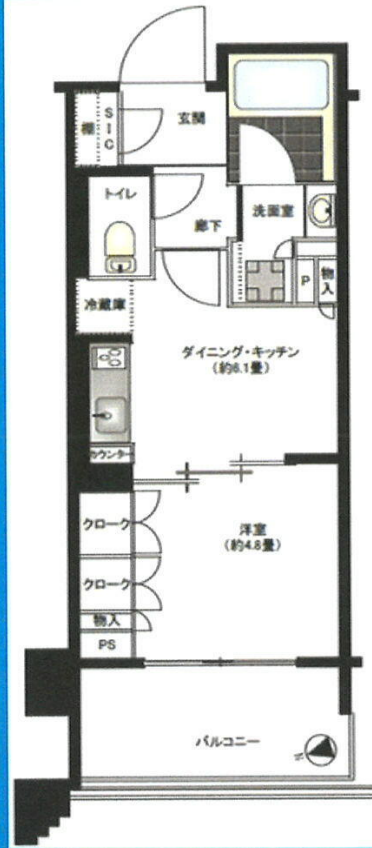 玄関
棚
SIC
トイレ
廊下
洗面室
冷蔵庫
P
物入
ダイニング・キッチン
(約6.1畳)
カウンター
クローク
洋室
(約4.8畳)
クローク
物入
PS
バルコニー
N